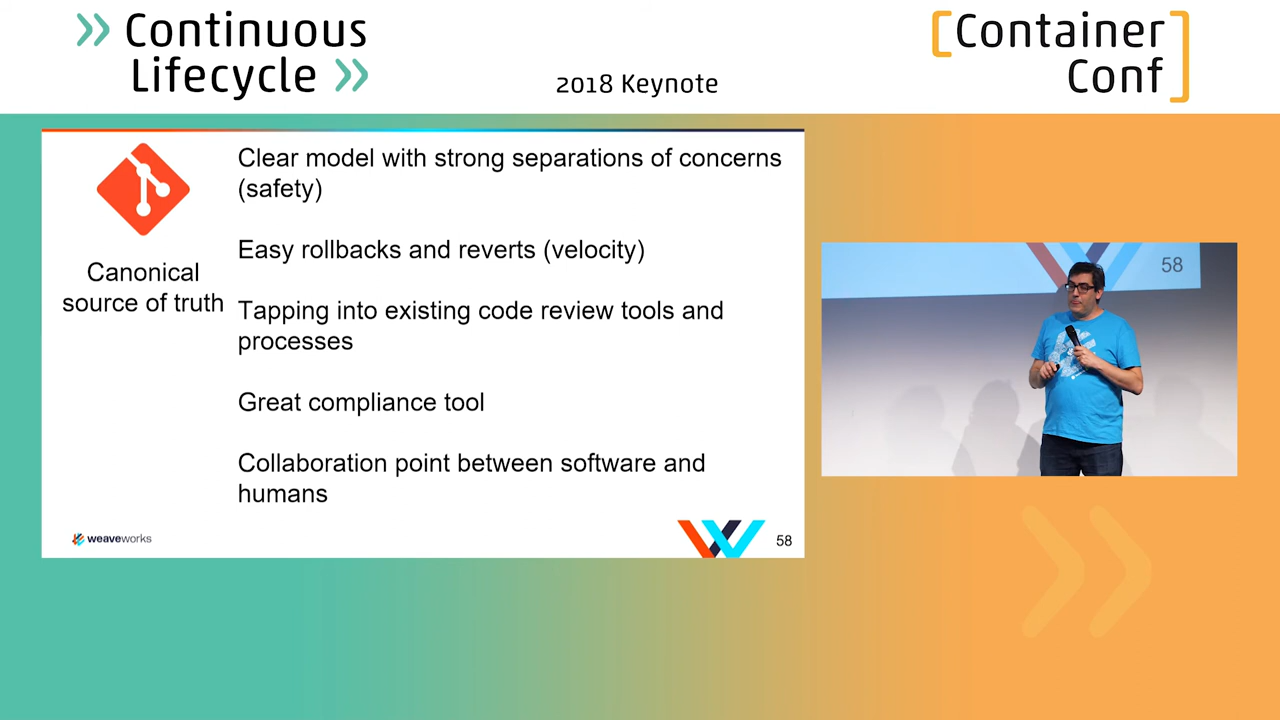 Continuous
Lifecycle
2018 Keynote
Container
Conf
Canonical
source of truth
Clear model with strong separations of concerns
(safety)
Easy rollbacks and reverts (velocity)
Tapping into existing code review tools and
processes
Great compliance tool
Collaboration point between software and
humans
weaveworks
58
58